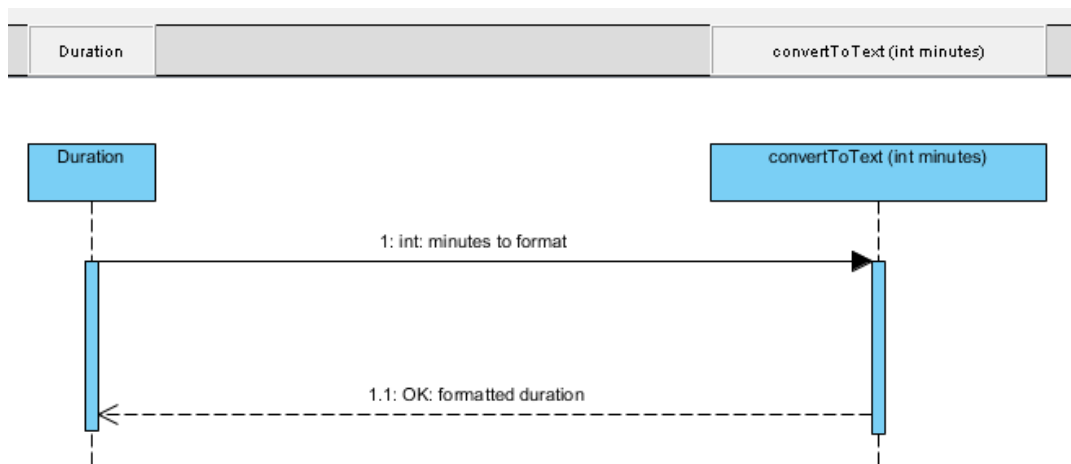 Duration
convertToText (int minutes)
Duration
convertToText (int minutes)
1: int: minutes to format
1.1: OK: formatted duration